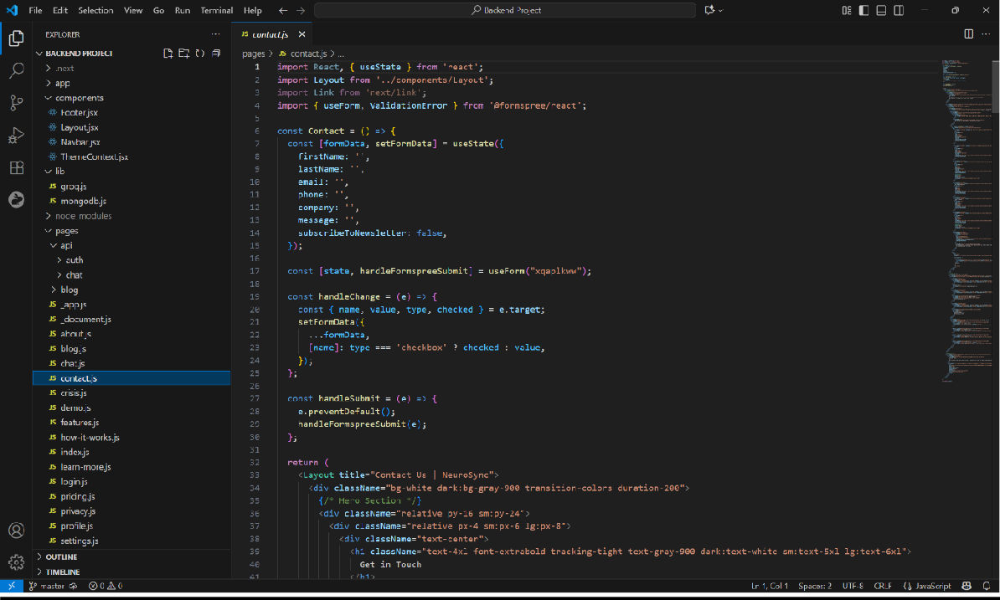 File Edit Selection View Go Run Terminal Help
Backend Project
EXPLORER
BACKEND PROJECT
.next
app
components
Footer.jsx
Layout.jsx
Navbar.jsx
ThemeContext.jsx
lib
groq.js
mongodb.js
node_modules
pages
api
auth
chat
blog
_app.js
_document.js
about.js
blog.js
chat.js
contact.js
crisis.js
demo.js
features.js
how-it-works.js
index.js
learn-more.js
login.js
pricing.js
privacy.js
profile.js
settings.js
OUTLINE
TIMELINE
JS contact.js
pages > JS contact.js > ...
1 import React, { useState } from 'react';
2 import Layout from '../components/Layout';
3 import Link from 'next/link';
4 import { useForm, ValidationError } from '@formspree/react';
5
6 const Contact = () => {
7 const [formData, setFormData] = useState({
8 firstName: '',
9 lastName: '',
10 email: '',
11 phone: '',
12 company: '',
13 message: '',
14 subscribeToNewsletter: false,
15 });
16
17 const [state, handleFormspreeSubmit] = useForm("xqaplkww");
18
19 const handleChange = (e) => {
20 const { name, value, type, checked } = e.target;
21 setFormData({
22 ...formData,
23 [name]: type === 'checkbox' ? checked : value,
24 });
25 };
26
27 const handleSubmit = (e) => {
28 e.preventDefault();
29 handleFormspreeSubmit(e);
30 };
31
32 return (
33 <Layout title="Contact Us | NeuroSync">
34 <div className="bg-white dark:bg-gray-900 transition-colors duration-200">
35 {/* Hero Section */}
36 <div className="relative py-16 sm:py-24">
37 <div className="relative px-4 sm:px-6 lg:px-8">
38 <div className="text-center">
39 <h1 className="text-4xl font-extrabold tracking-tight text-gray-900 dark:text-white sm:text-5xl lg:text-6xl">
40 Get in Touch
41 </h1>
master
0 0
Ln 1, Col 1 Spaces: 2 UTF-8 CRLF {} JavaScript